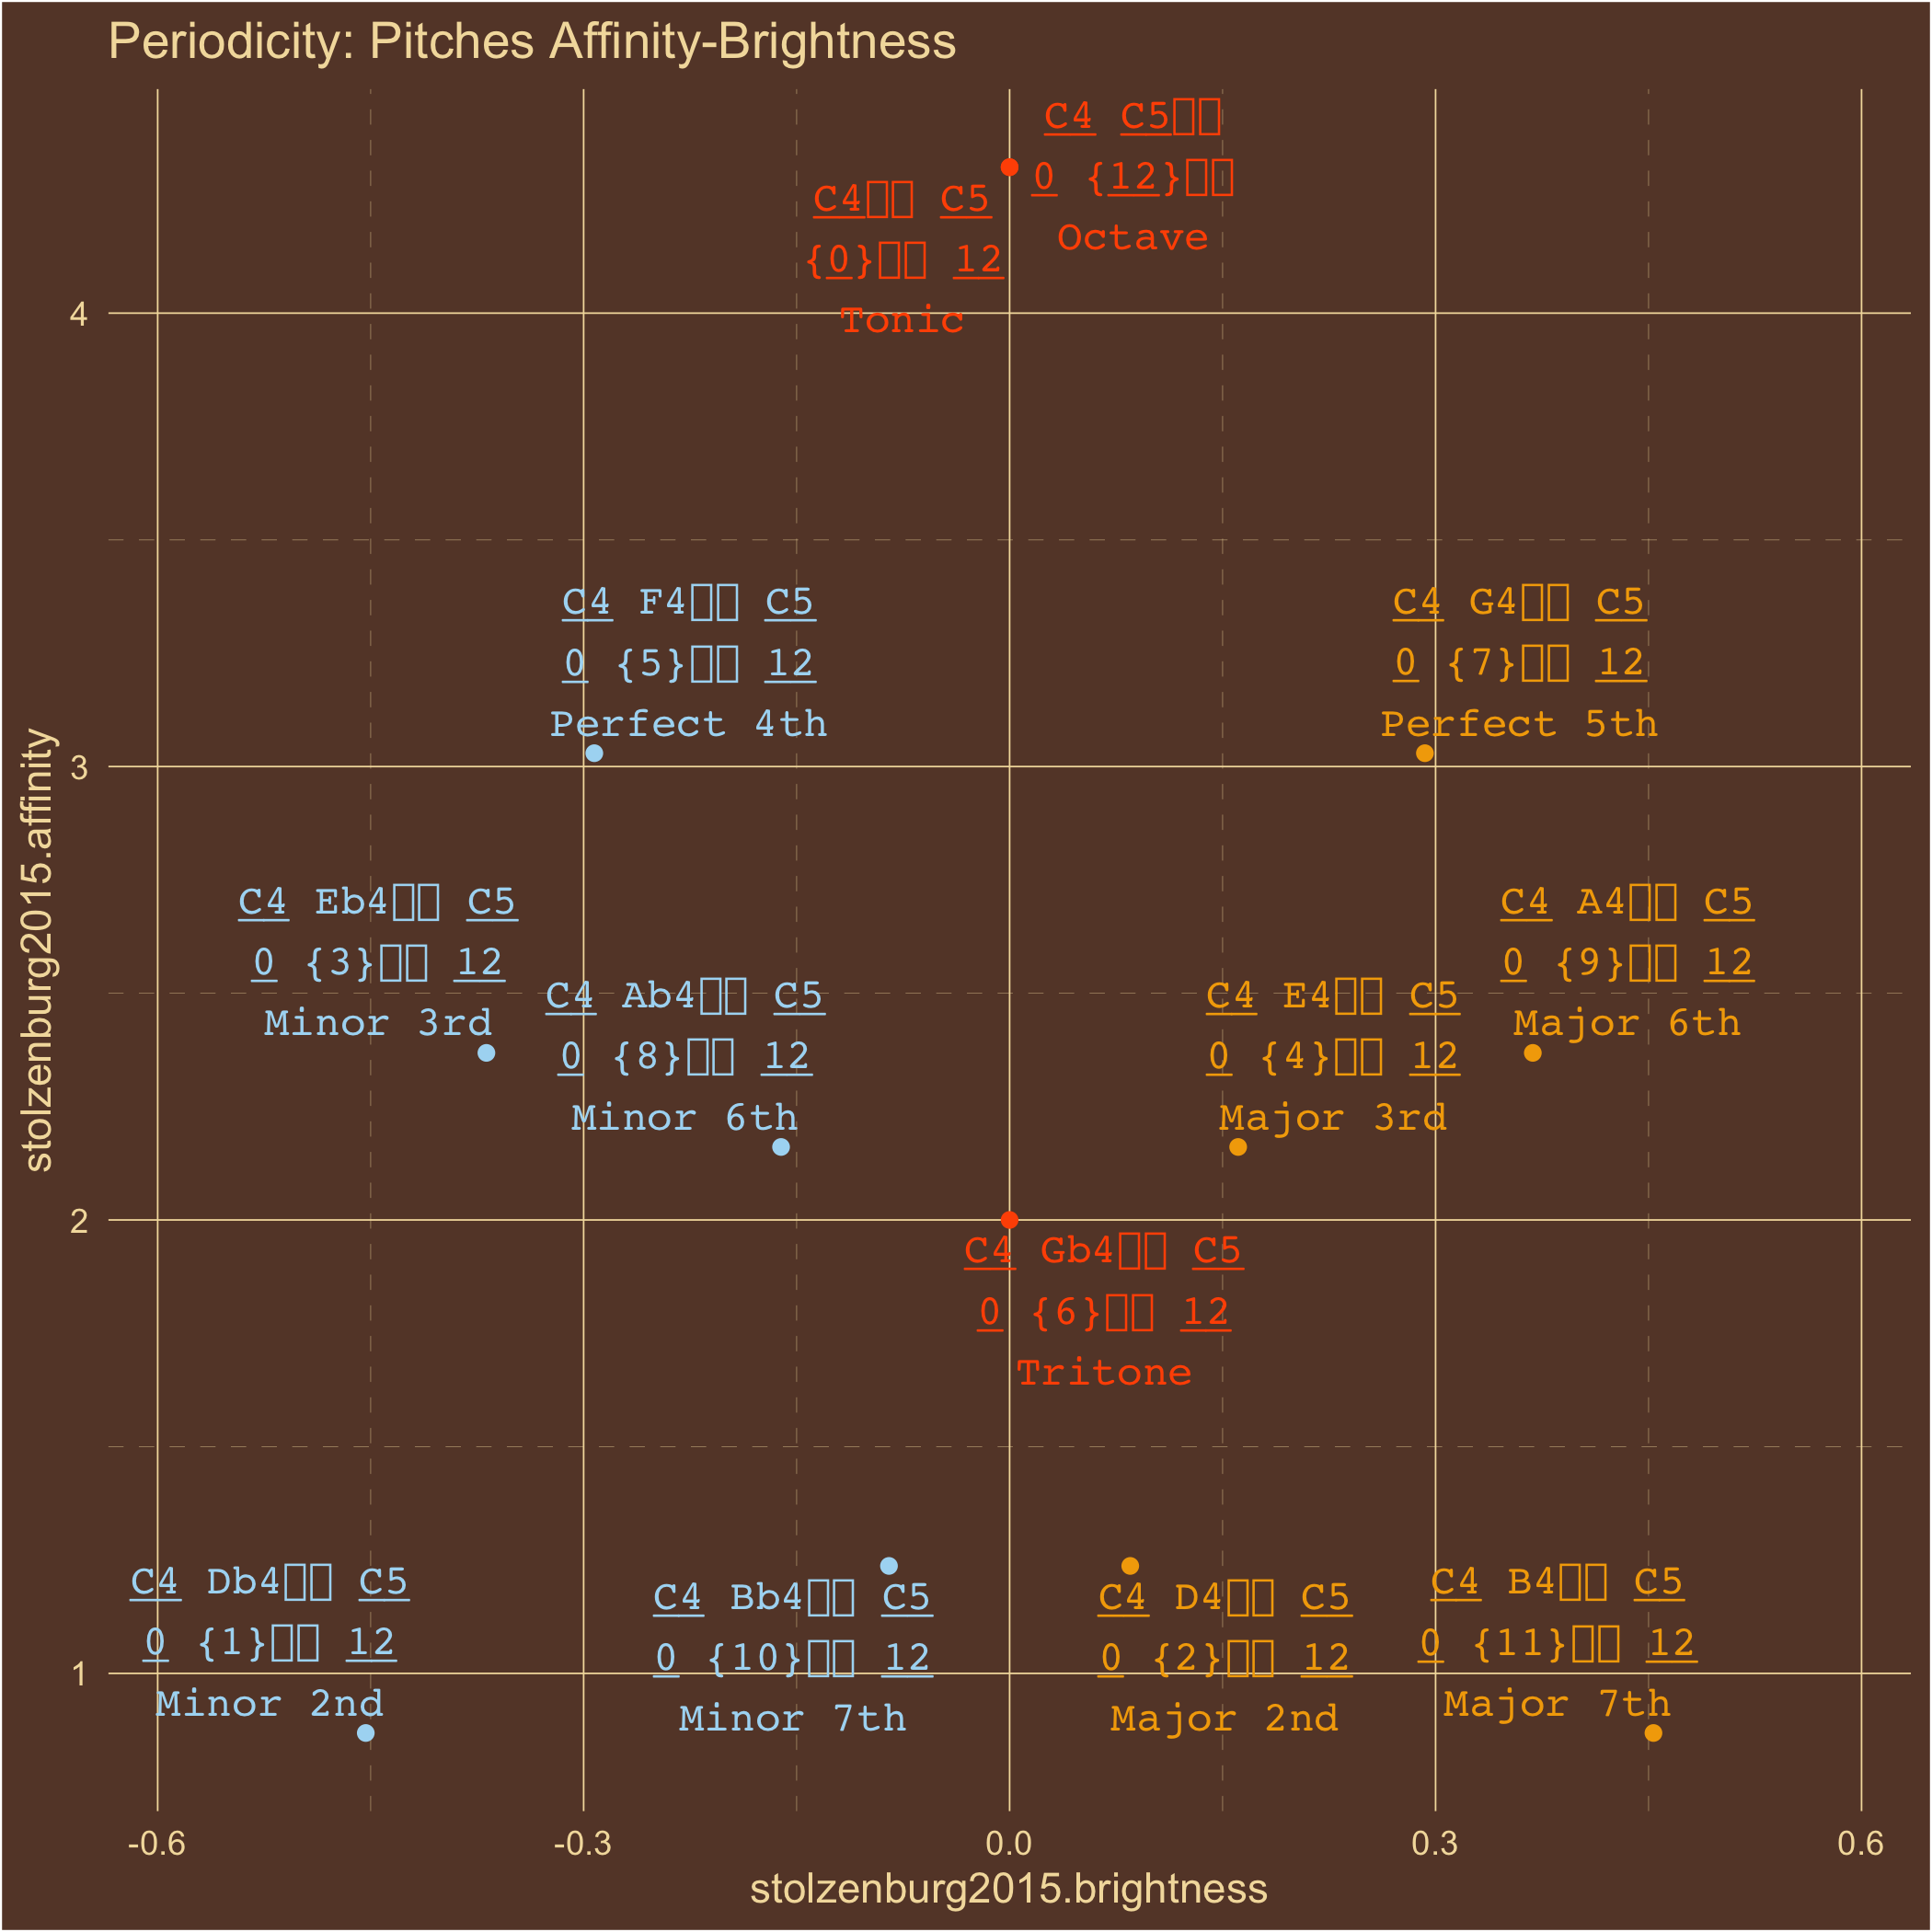 Periodicity: Pitches Affinity-Brightness
C4 C5▯▯
0 {12}▯▯
Octave
C4▯▯ C5
{0}▯▯ 12
Tonic
4
C4 F4▯▯ C5
0 {5}▯▯ 12
Perfect 4th
C4 G4▯▯ C5
0 {7}▯▯ 12
Perfect 5th
3
stolzenburg2015.affinity
C4 Eb4▯▯ C5
0 {3}▯▯ 12
Minor 3rd
C4 A4▯▯ C5
0 {9}▯▯ 12
Major 6th
C4 Ab4▯▯ C5
0 {8}▯▯ 12
Minor 6th
C4 E4▯▯ C5
0 {4}▯▯ 12
Major 3rd
2
C4 Gb4▯▯ C5
0 {6}▯▯ 12
Tritone
C4 Db4▯▯ C5
0 {1}▯▯ 12
Minor 2nd
C4 Bb4▯▯ C5
0 {10}▯▯ 12
Minor 7th
C4 D4▯▯ C5
0 {2}▯▯ 12
Major 2nd
C4 B4▯▯ C5
0 {11}▯▯ 12
Major 7th
1
-0.6 -0.3 0.0 0.3 0.6
stolzenburg2015.brightness